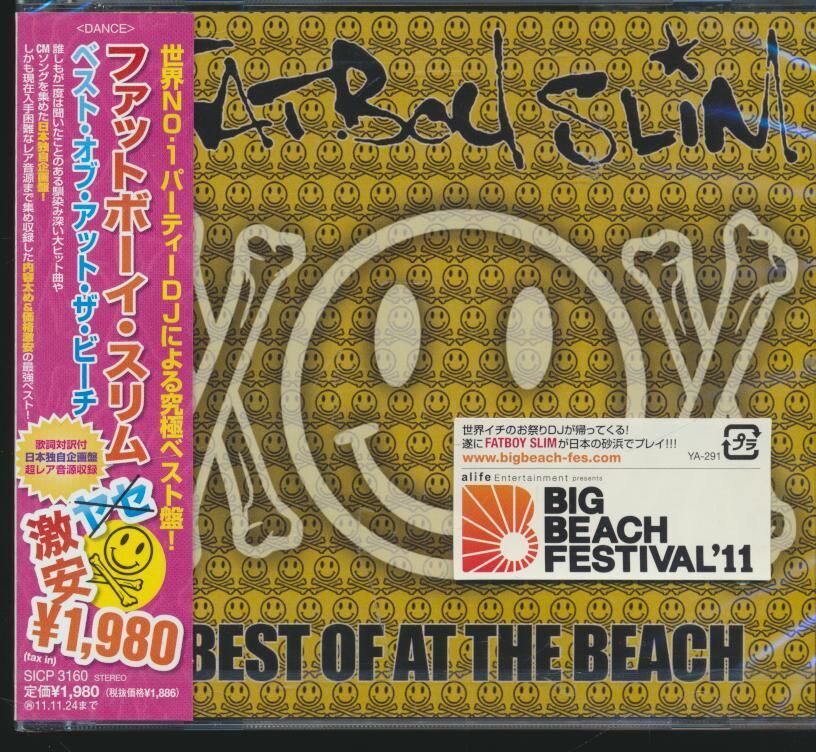 <DANCE>
世界NO.1パーティーDJによる究極ベスト盤！
ファットボーイ・スリム
ベスト・オブ・アット・ザ・ビーチ
誰しもが一度は聞いたことのある馴染み深い大ヒット曲や
CMソングを集めた日本独自企画盤！
しかも現在入手困難なレア音源まで集め収録した内容太め&価格激安の最強ベスト！
歌詞対訳付
日本独自企画盤
超レア音源収録
ヤセ
激安
¥1,980
(tax in)
SICP 3160 STEREO
定価¥1,980 (税抜価格¥1,886)
Ⓟ11.11.24まで
FATBOY SLIM
世界イチのお祭りDJが帰ってくる!
遂にFATBOY SLIMが日本の砂浜でプレイ!!!
www.bigbeach-fes.com
YA-291
プラ
alife Entertainment presents
BIG
BEACH
FESTIVAL'11
BEST OF AT THE BEACH